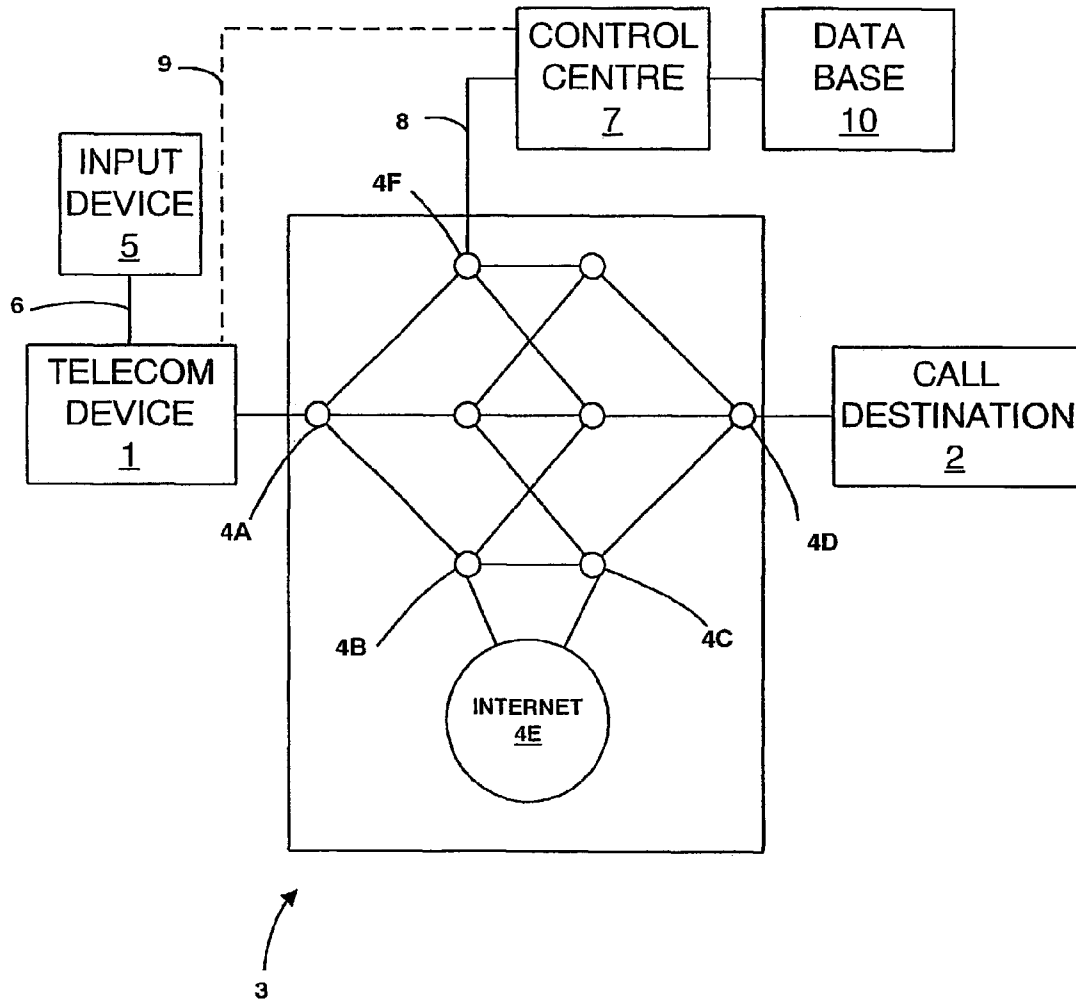 CONTROL
CENTRE
7
DATA
BASE
10
9
8
INPUT
DEVICE
5
4F
6
TELECOM
DEVICE
1
CALL
DESTINATION
2
4A
4D
4B
4C
INTERNET
4E
3